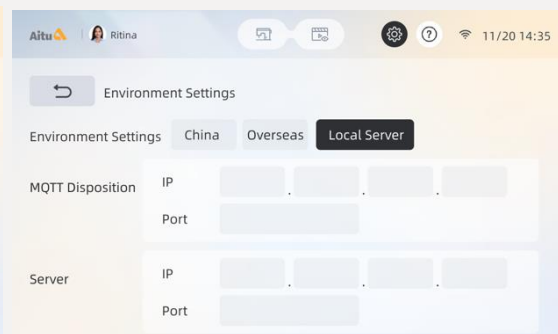 Aitu Ritina ? 11/20 14:35
Environment Settings
Environment Settings China Overseas Local Server
MQTT Disposition IP . . .
Port
Server IP . . .
Port